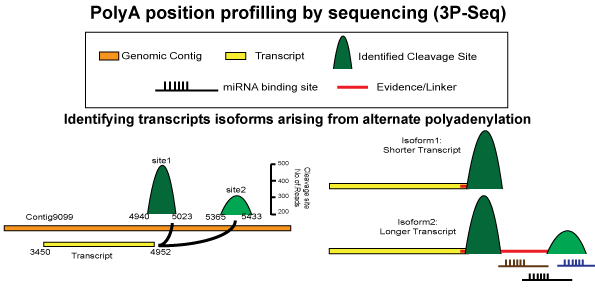 PolyA position profilling by sequencing (3P-Seq)
Genomic Contig
Transcript
Identified Cleavage Site
miRNA binding site
Evidence/Linker
Identifying transcripts isoforms arising from alternate polyadenylation
site1
site2
500
400
300
200
Cleavage site
No of Reads
Contig9099
4940
5023
5365
5433
3450
Transcript
4952
Isoform1:
Shorter Transcript
Isoform2:
Longer Transcript